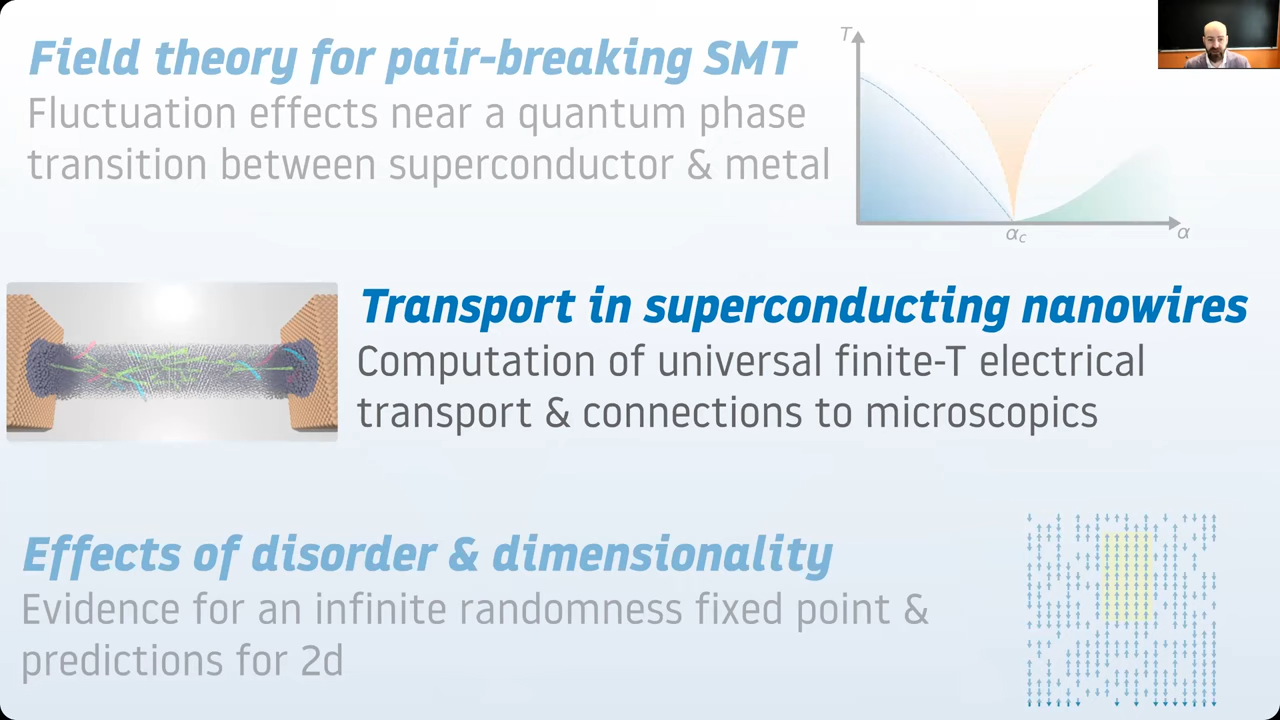 Field theory for pair-breaking SMT
Fluctuation effects near a quantum phase
transition between superconductor & metal
T
α
αc
Transport in superconducting nanowires
Computation of universal finite-T electrical
transport & connections to microscopics
Effects of disorder & dimensionality
Evidence for an infinite randomness fixed point &
predictions for 2d